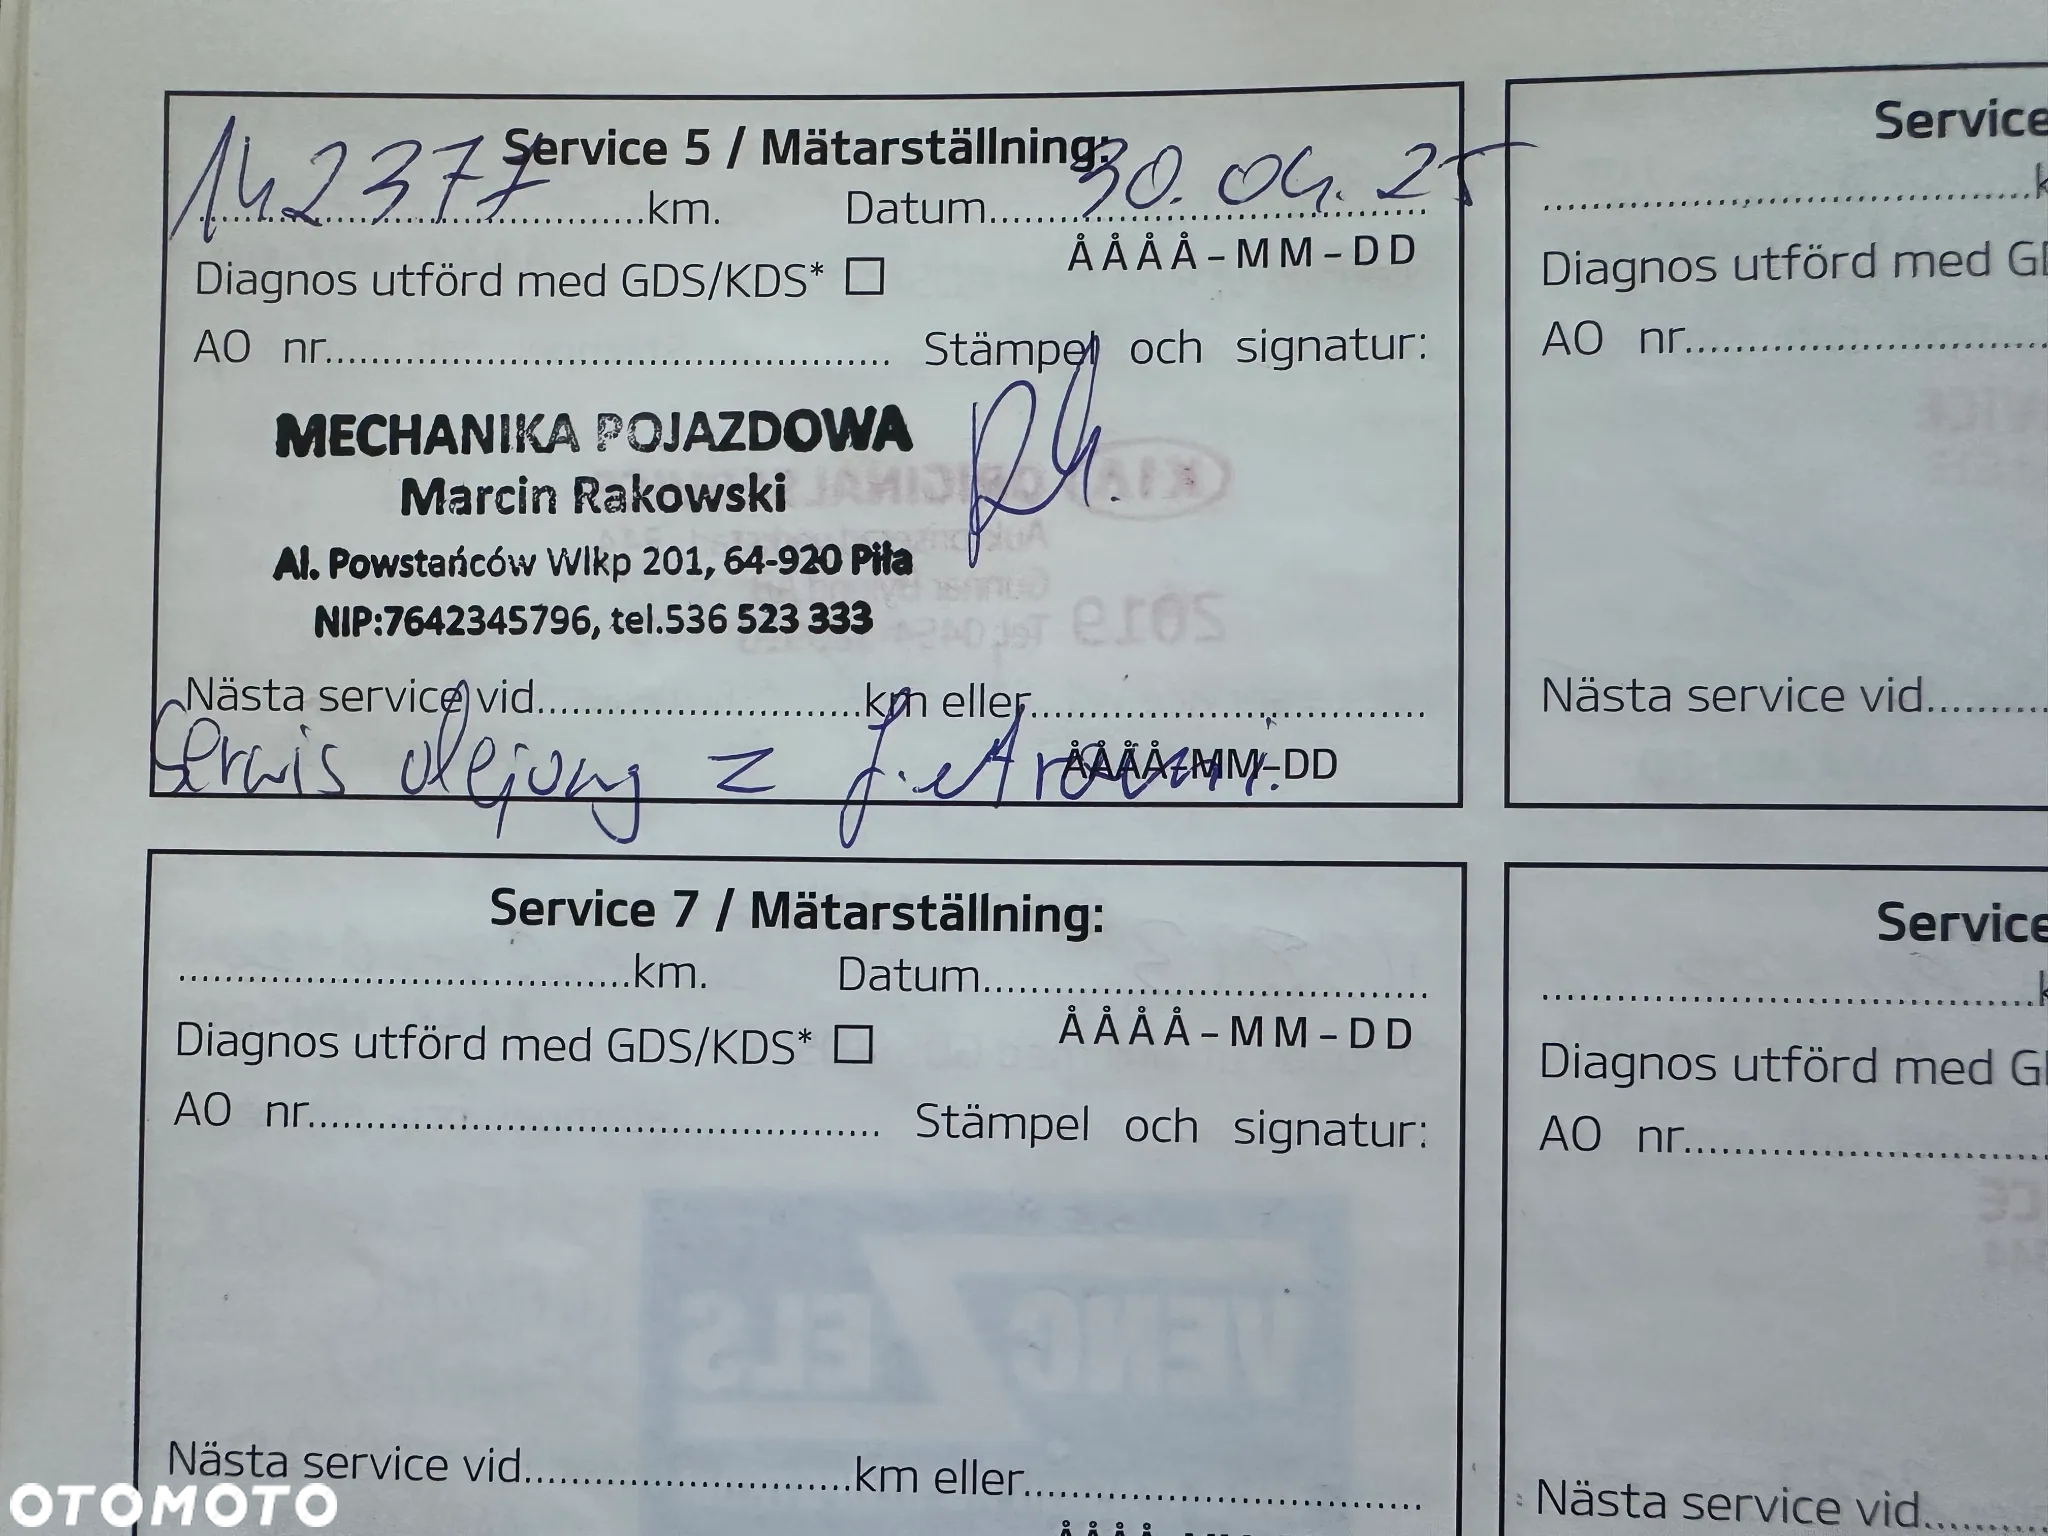 Service 5 / Mätarställning:
142377 km. Datum 30.04.25
ÅÅÅÅ-MM-DD
Diagnos utförd med GDS/KDS*
AO nr. Stämpel och signatur:
MECHANIKA POJAZDOWA
Marcin Rakowski
Al. Powstańców Wlkp 201, 64-920 Piła
NIP:7642345796, tel.536 523 333
Nästa service vid km eller
ÅÅÅÅ-MM-DD
Serwis olejowy z
Service 7 / Mätarställning:
km. Datum
ÅÅÅÅ-MM-DD
Diagnos utförd med GDS/KDS*
AO nr. Stämpel och signatur:
Nästa service vid km eller
Service
Diagnos utförd med
AO nr.
Nästa service vid
Service
Diagnos utförd med
AO nr.
Nästa service vid
OTOMOTO